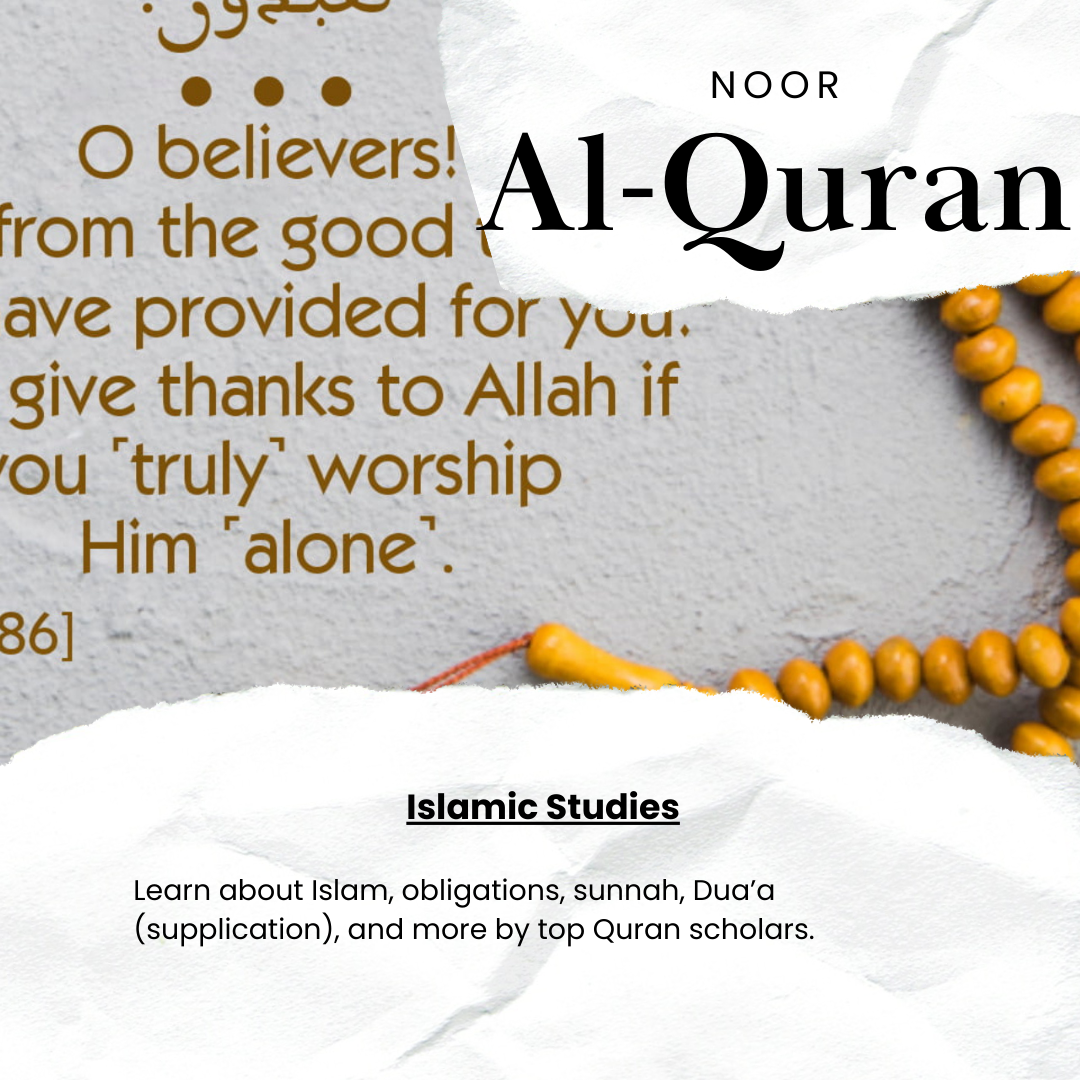 NOOR
Al-Quran
O believers!
from the good
ave provided for you.
give thanks to Allah if
you ⸢truly⸣ worship
Him ⸢alone⸣.
86]
Islamic Studies
Learn about Islam, obligations, sunnah, Dua’a
(supplication), and more by top Quran scholars.